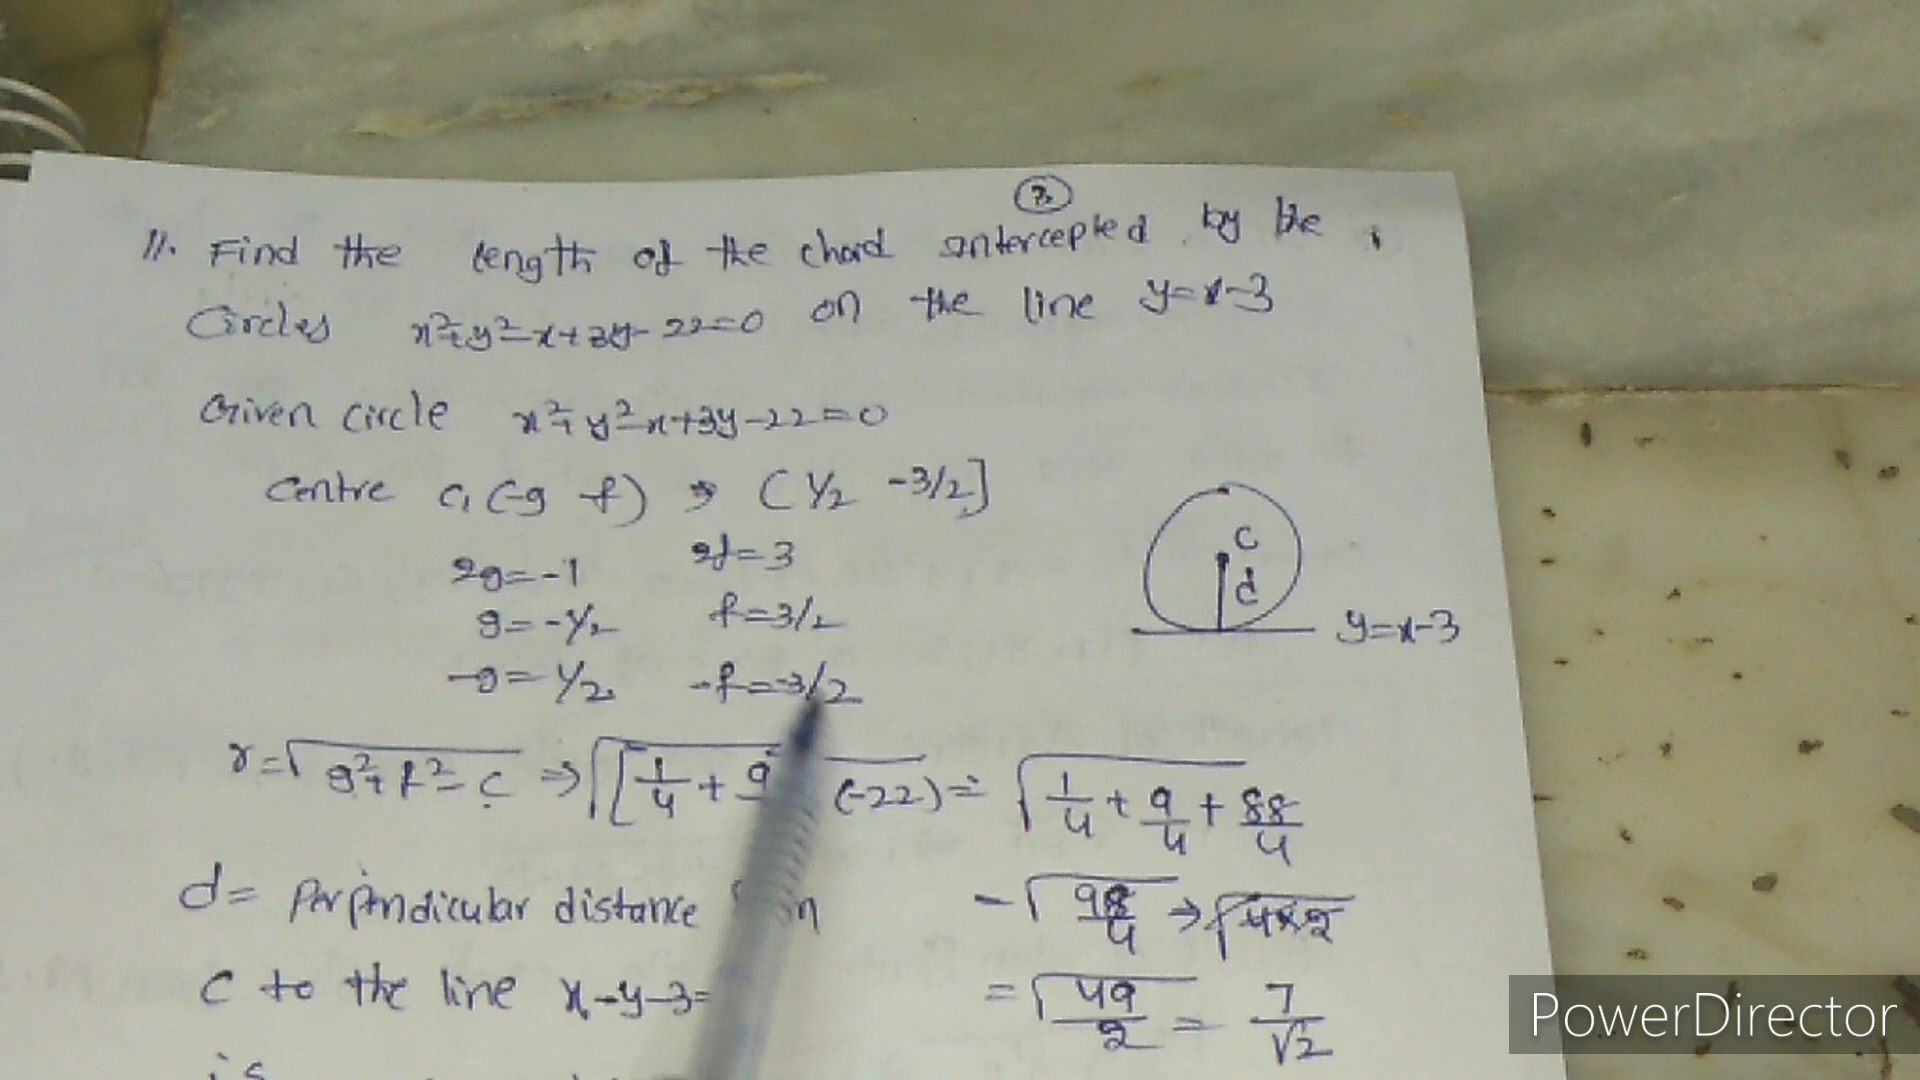 3
11. Find the length of the chord intercepted by the
Circles x²+y²-x+3y-22=0 on the line y=x-3
Given circle x²+y²-x+3y-22=0
Centre C, (-g -f) ⇒ (1/2 -3/2]
2g=-1 2f=3
g=-1/2 f=3/2
-g=1/2 -f=-3/2
C
d
y=x-3
r=√g²+f²-c ⇒ √[1/4+9 (-22) = √1/4+9/4+88/4
d= Perpendicular distance
=√98/4 ⇒
C to the line x-y-3=
=√49/2 = 7/√2
is
PowerDirector